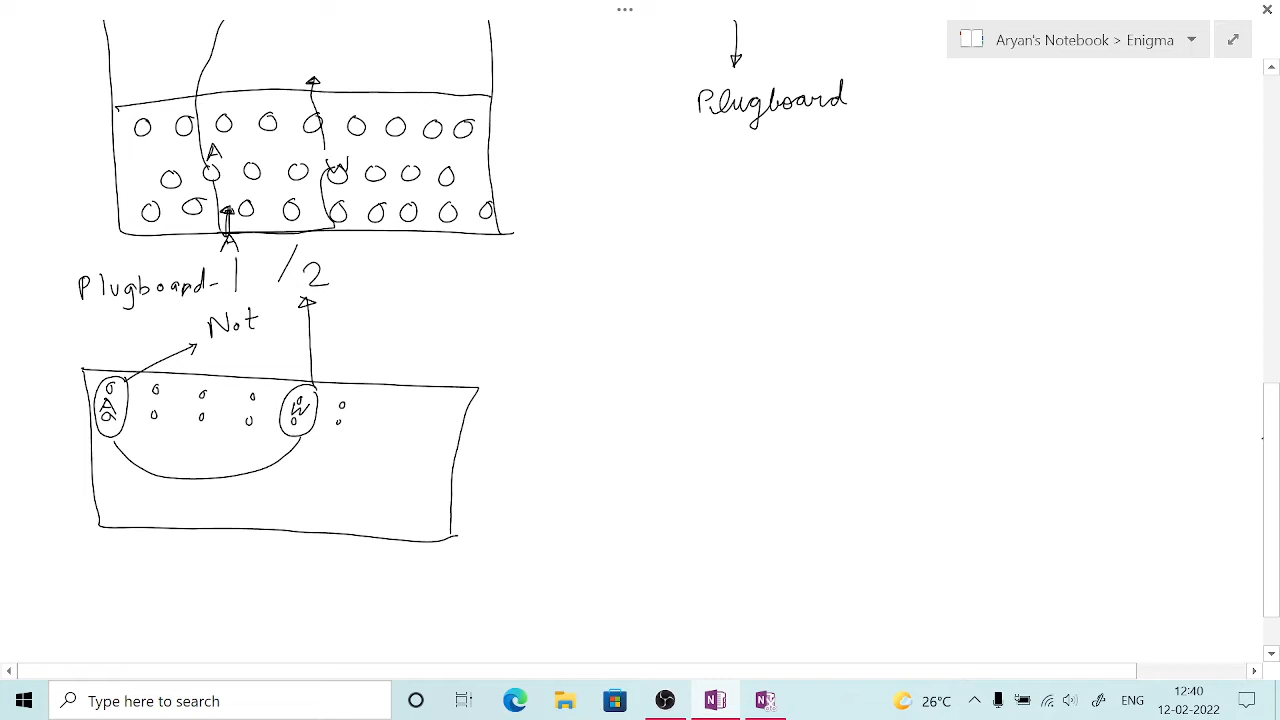 Aryan's Notebook > Enigma
Plugboard
A
W
A
Plugboard-1 / 2
Not
A
W
Type here to search
26°C
ENG
12:40
12-02-2022